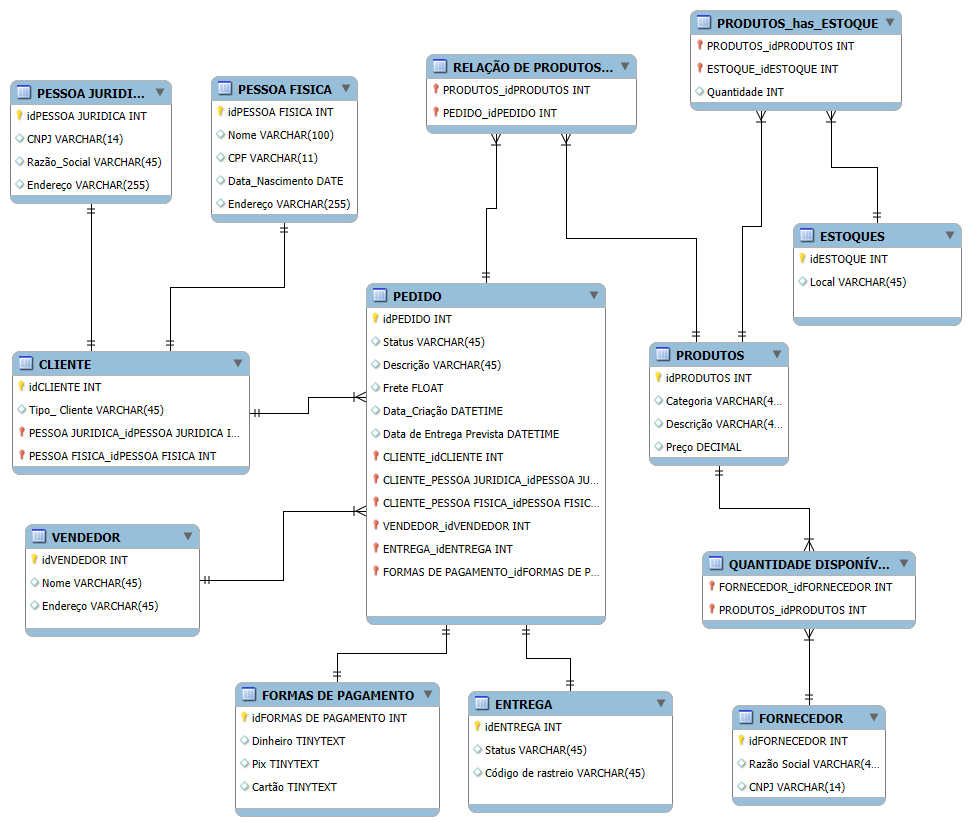 PESSOA JURIDI...
idPESSOA JURIDICA INT
CNPJ VARCHAR(14)
Razão_Social VARCHAR(45)
Endereço VARCHAR(255)
PESSOA FISICA
idPESSOA FISICA INT
Nome VARCHAR(100)
CPF VARCHAR(11)
Data_Nascimento DATE
Endereço VARCHAR(255)
RELAÇÃO DE PRODUTOS...
PRODUTOS_idPRODUTOS INT
PEDIDO_idPEDIDO INT
PRODUTOS_has_ESTOQUE
PRODUTOS_idPRODUTOS INT
ESTOQUE_idESTOQUE INT
Quantidade INT
ESTOQUES
idESTOQUE INT
Local VARCHAR(45)
CLIENTE
idCLIENTE INT
Tipo_ Cliente VARCHAR(45)
PESSOA JURIDICA_idPESSOA JURIDICA I...
PESSOA FISICA_idPESSOA FISICA INT
PEDIDO
idPEDIDO INT
Status VARCHAR(45)
Descrição VARCHAR(45)
Frete FLOAT
Data_Criação DATETIME
Data de Entrega Prevista DATETIME
CLIENTE_idCLIENTE INT
CLIENTE_PESSOA JURIDICA_idPESSOA JU...
CLIENTE_PESSOA FISICA_idPESSOA FISIC...
VENDEDOR_idVENDEDOR INT
ENTREGA_idENTREGA INT
FORMAS DE PAGAMENTO_idFORMAS DE P...
PRODUTOS
idPRODUTOS INT
Categoria VARCHAR(4...
Descrição VARCHAR(4...
Preço DECIMAL
VENDEDOR
idVENDEDOR INT
Nome VARCHAR(45)
Endereço VARCHAR(45)
QUANTIDADE DISPONÍV...
FORNECEDOR_idFORNECEDOR INT
PRODUTOS_idPRODUTOS INT
FORMAS DE PAGAMENTO
idFORMAS DE PAGAMENTO INT
Dinheiro TINYTEXT
Pix TINYTEXT
Cartão TINYTEXT
ENTREGA
idENTREGA INT
Status VARCHAR(45)
Código de rastreio VARCHAR(45)
FORNECEDOR
idFORNECEDOR INT
Razão Social VARCHAR(4...
CNPJ VARCHAR(14)